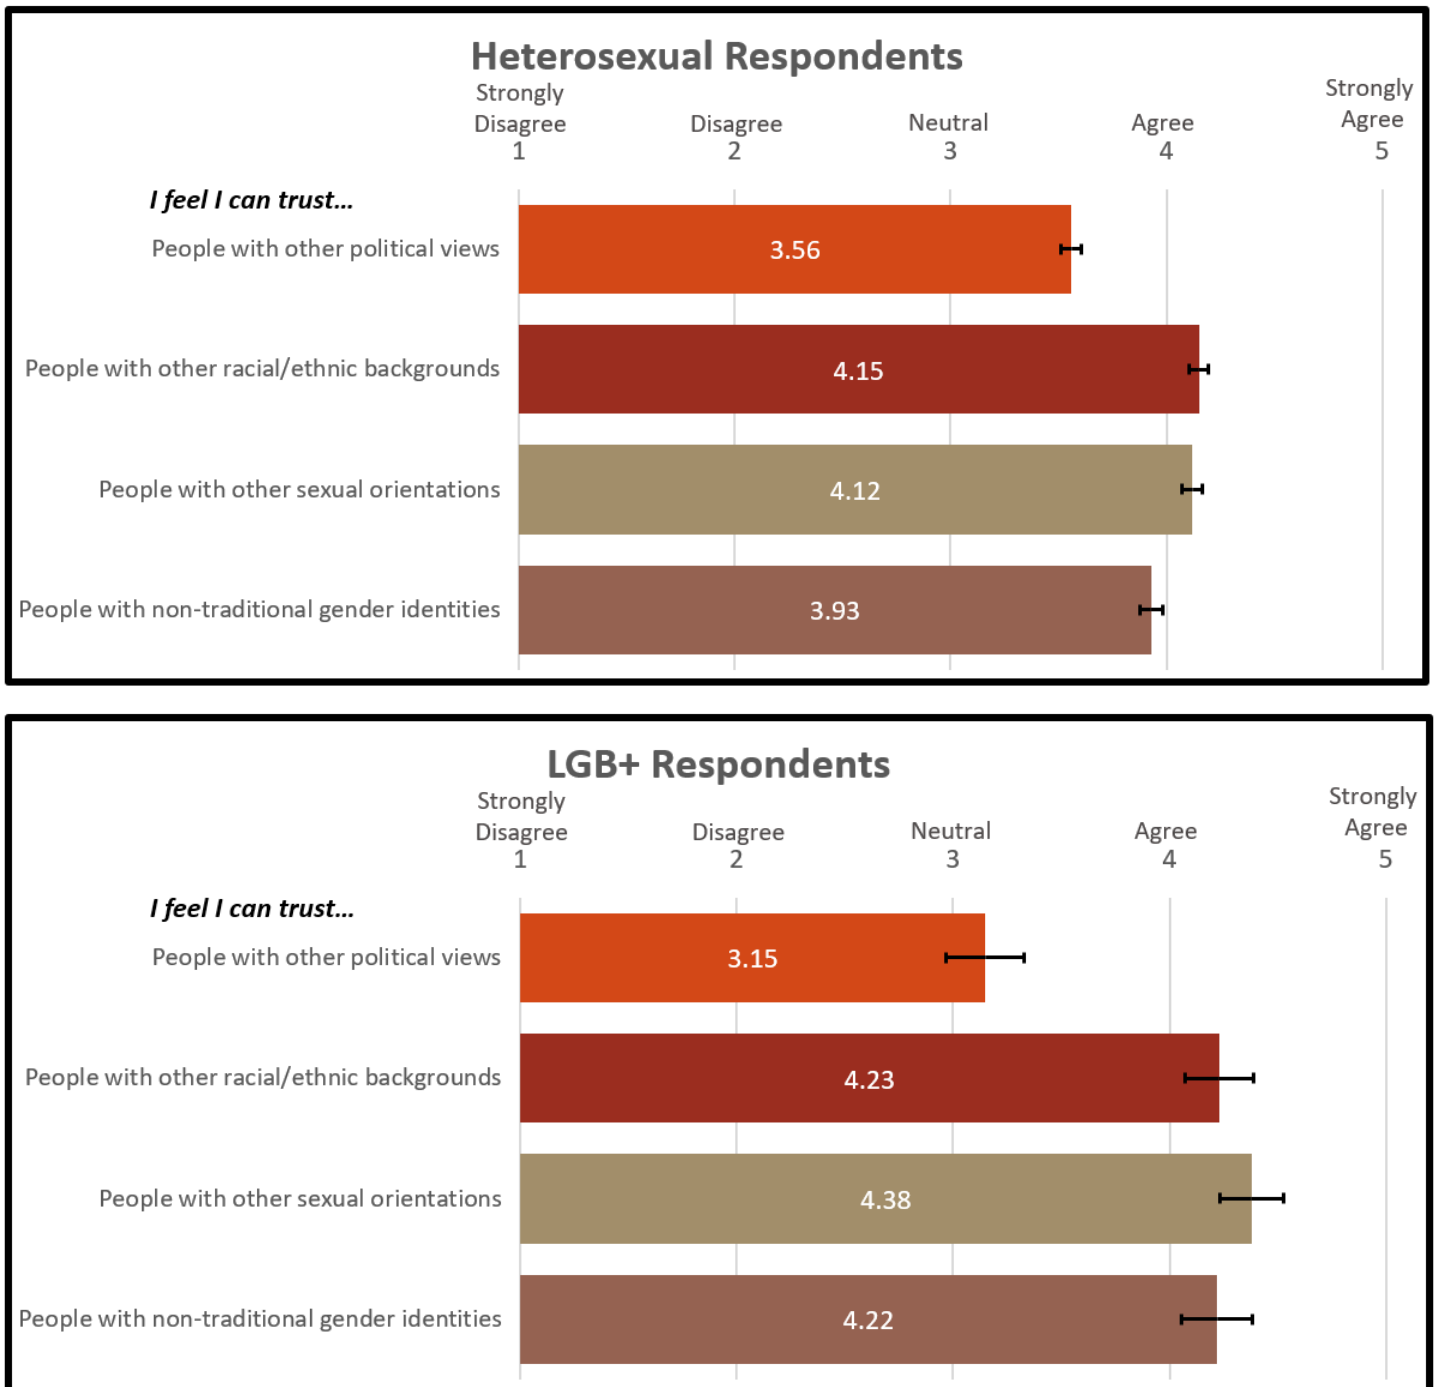 Heterosexual Respondents
Strongly Disagree
Disagree
Neutral
Agree
Strongly Agree
1 2 3 4 5
I feel I can trust...
People with other political views 3.56
People with other racial/ethnic backgrounds 4.15
People with other sexual orientations 4.12
People with non-traditional gender identities 3.93
LGB+ Respondents
Strongly Disagree
Disagree
Neutral
Agree
Strongly Agree
1 2 3 4 5
I feel I can trust...
People with other political views 3.15
People with other racial/ethnic backgrounds 4.23
People with other sexual orientations 4.38
People with non-traditional gender identities 4.22